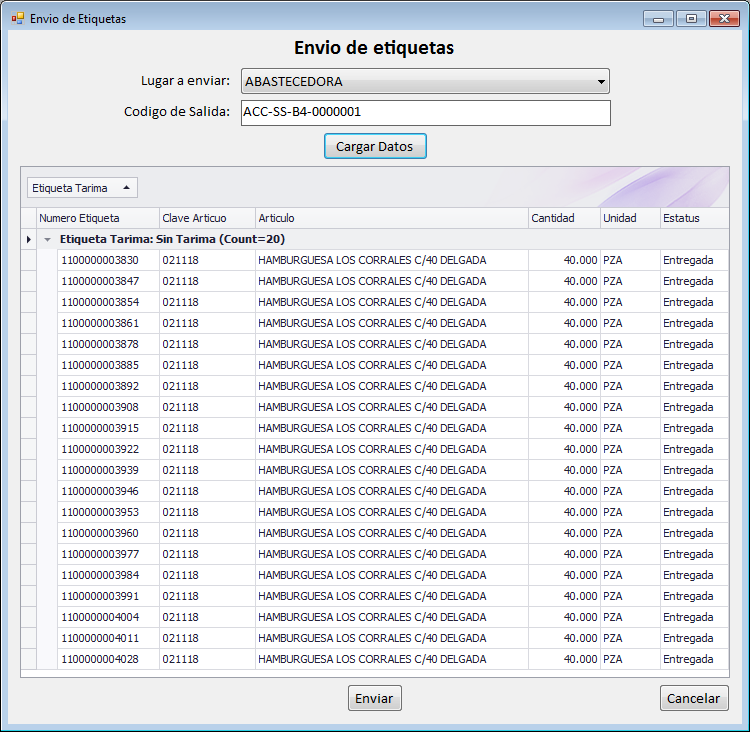 Envio de Etiquetas
Envio de etiquetas
Lugar a enviar: ABASTECEDORA
Codigo de Salida: ACC-SS-B4-0000001
Cargar Datos
Etiqueta Tarima
Numero Etiqueta Clave Articuo Articulo Cantidad Unidad Estatus
Etiqueta Tarima: Sin Tarima (Count=20)
1100000003830 021118 HAMBURGUESA LOS CORRALES C/40 DELGADA 40.000 PZA Entregada
1100000003847 021118 HAMBURGUESA LOS CORRALES C/40 DELGADA 40.000 PZA Entregada
1100000003854 021118 HAMBURGUESA LOS CORRALES C/40 DELGADA 40.000 PZA Entregada
1100000003861 021118 HAMBURGUESA LOS CORRALES C/40 DELGADA 40.000 PZA Entregada
1100000003878 021118 HAMBURGUESA LOS CORRALES C/40 DELGADA 40.000 PZA Entregada
1100000003885 021118 HAMBURGUESA LOS CORRALES C/40 DELGADA 40.000 PZA Entregada
1100000003892 021118 HAMBURGUESA LOS CORRALES C/40 DELGADA 40.000 PZA Entregada
1100000003908 021118 HAMBURGUESA LOS CORRALES C/40 DELGADA 40.000 PZA Entregada
1100000003915 021118 HAMBURGUESA LOS CORRALES C/40 DELGADA 40.000 PZA Entregada
1100000003922 021118 HAMBURGUESA LOS CORRALES C/40 DELGADA 40.000 PZA Entregada
1100000003939 021118 HAMBURGUESA LOS CORRALES C/40 DELGADA 40.000 PZA Entregada
1100000003946 021118 HAMBURGUESA LOS CORRALES C/40 DELGADA 40.000 PZA Entregada
1100000003953 021118 HAMBURGUESA LOS CORRALES C/40 DELGADA 40.000 PZA Entregada
1100000003960 021118 HAMBURGUESA LOS CORRALES C/40 DELGADA 40.000 PZA Entregada
1100000003977 021118 HAMBURGUESA LOS CORRALES C/40 DELGADA 40.000 PZA Entregada
1100000003984 021118 HAMBURGUESA LOS CORRALES C/40 DELGADA 40.000 PZA Entregada
1100000003991 021118 HAMBURGUESA LOS CORRALES C/40 DELGADA 40.000 PZA Entregada
1100000004004 021118 HAMBURGUESA LOS CORRALES C/40 DELGADA 40.000 PZA Entregada
1100000004011 021118 HAMBURGUESA LOS CORRALES C/40 DELGADA 40.000 PZA Entregada
1100000004028 021118 HAMBURGUESA LOS CORRALES C/40 DELGADA 40.000 PZA Entregada
Enviar Cancelar